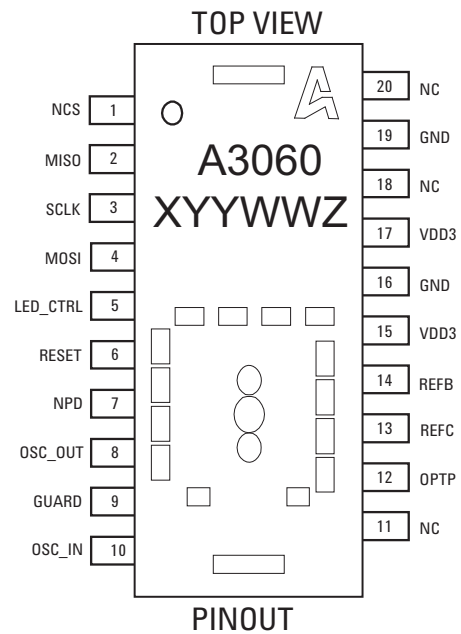 TOP VIEW
NCS 1
MISO 2
SCLK 3
MOSI 4
LED_CTRL 5
RESET 6
NPD 7
OSC_OUT 8
GUARD 9
OSC_IN 10
A3060
XYYWWZ
20 NC
19 GND
18 NC
17 VDD3
16 GND
15 VDD3
14 REFB
13 REFC
12 OPTP
11 NC
PINOUT